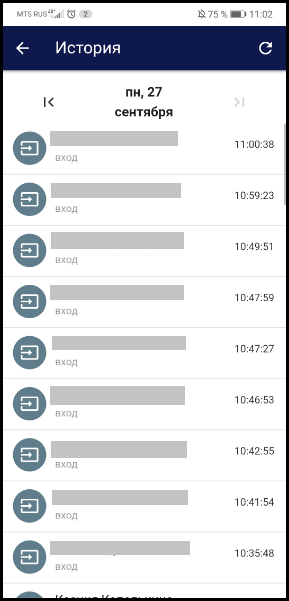 MTS RUS 4G 2 75 % 11:02
История
пн, 27
сентября
11:00:38
вход
10:59:23
вход
10:49:51
вход
10:47:59
вход
10:47:27
вход
10:46:53
вход
10:42:55
вход
10:41:54
вход
10:35:48
вход